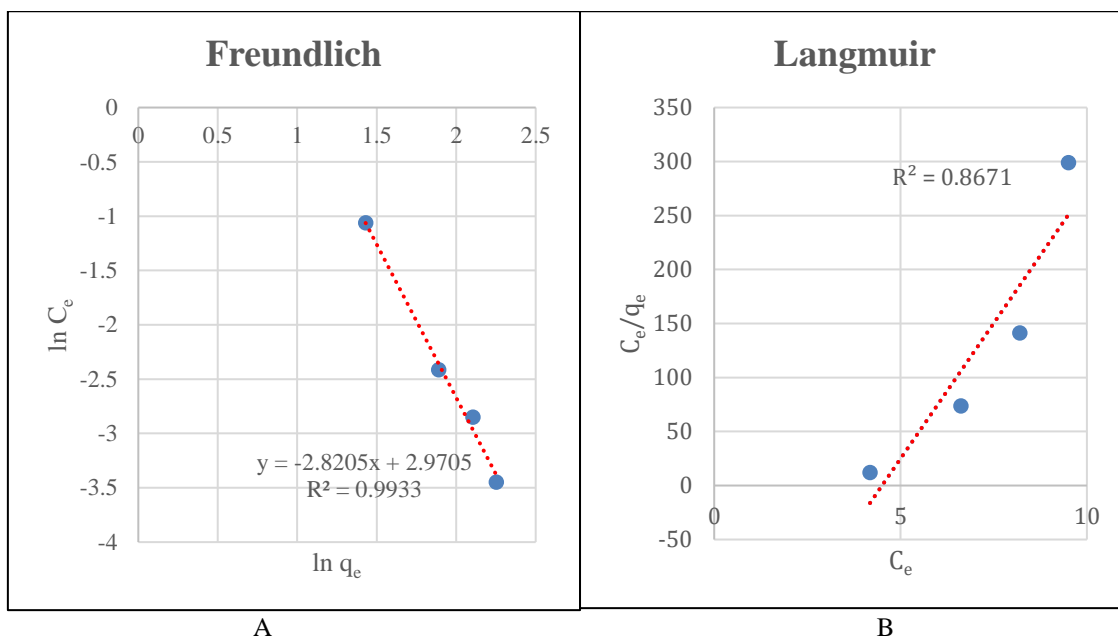 Freundlich
0
0 0.5 1 1.5 2 2.5
-0.5
-1
-1.5
-2
-2.5
-3
-3.5
-4
ln Cₑ
y = -2.8205x + 2.9705
R² = 0.9933
ln qₑ
A
Langmuir
350
300
250
200
150
100
50
0
-50
0 5 10
Cₑ/qₑ
R² = 0.8671
Cₑ
B